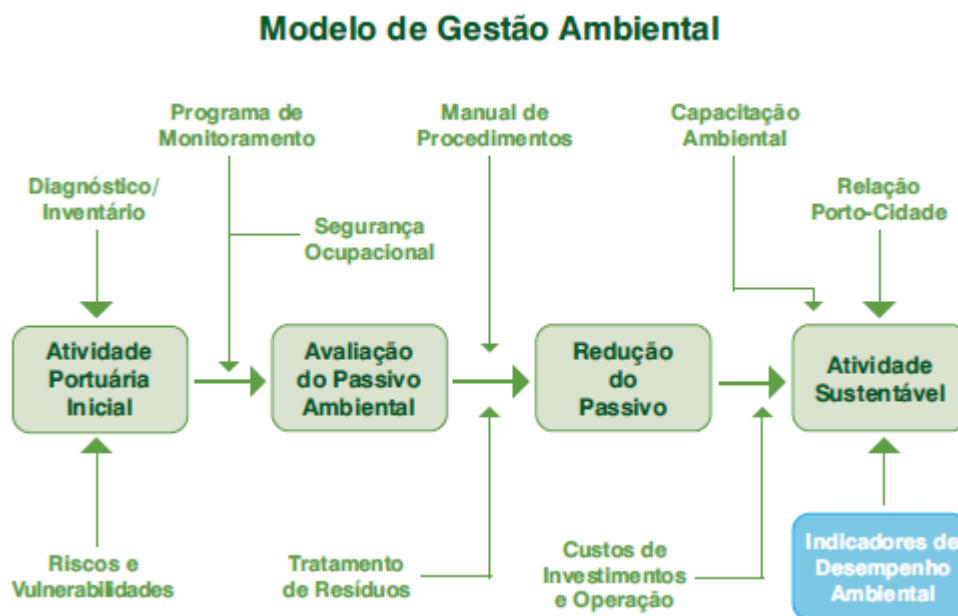 Modelo de Gestão Ambiental
Programa de
Monitoramento
Manual de
Procedimentos
Capacitação
Ambiental
Diagnóstico/
Inventário
Segurança
Ocupacional
Relação
Porto-Cidade
Atividade
Portuária
Inicial
Avaliação
do Passivo
Ambiental
Redução
do
Passivo
Atividade
Sustentável
Riscos e
Vulnerabilidades
Tratamento
de Resíduos
Custos de
Investimentos
e Operação
Indicadores de
Desempenho
Ambiental